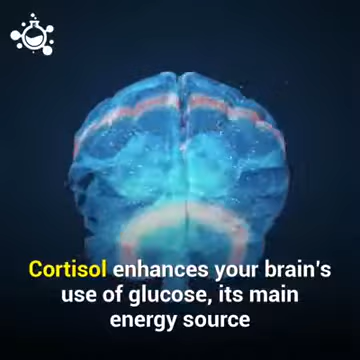 Cortisol enhances your brain's
use of glucose, its main
energy source